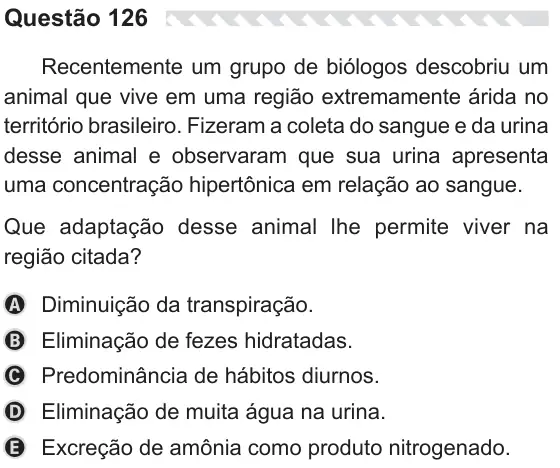 Questão 126
Recentemente um grupo de biólogos descobriu um
animal que vive em uma região extremamente árida no
território brasileiro. Fizeram a coleta do sangue e da urina
desse animal e observaram que sua urina apresenta
uma concentração hipertônica em relação ao sangue.
Que adaptação desse animal lhe permite viver na
região citada?
A Diminuição da transpiração.
B Eliminação de fezes hidratadas.
C Predominância de hábitos diurnos.
D Eliminação de muita água na urina.
E Excreção de amônia como produto nitrogenado.